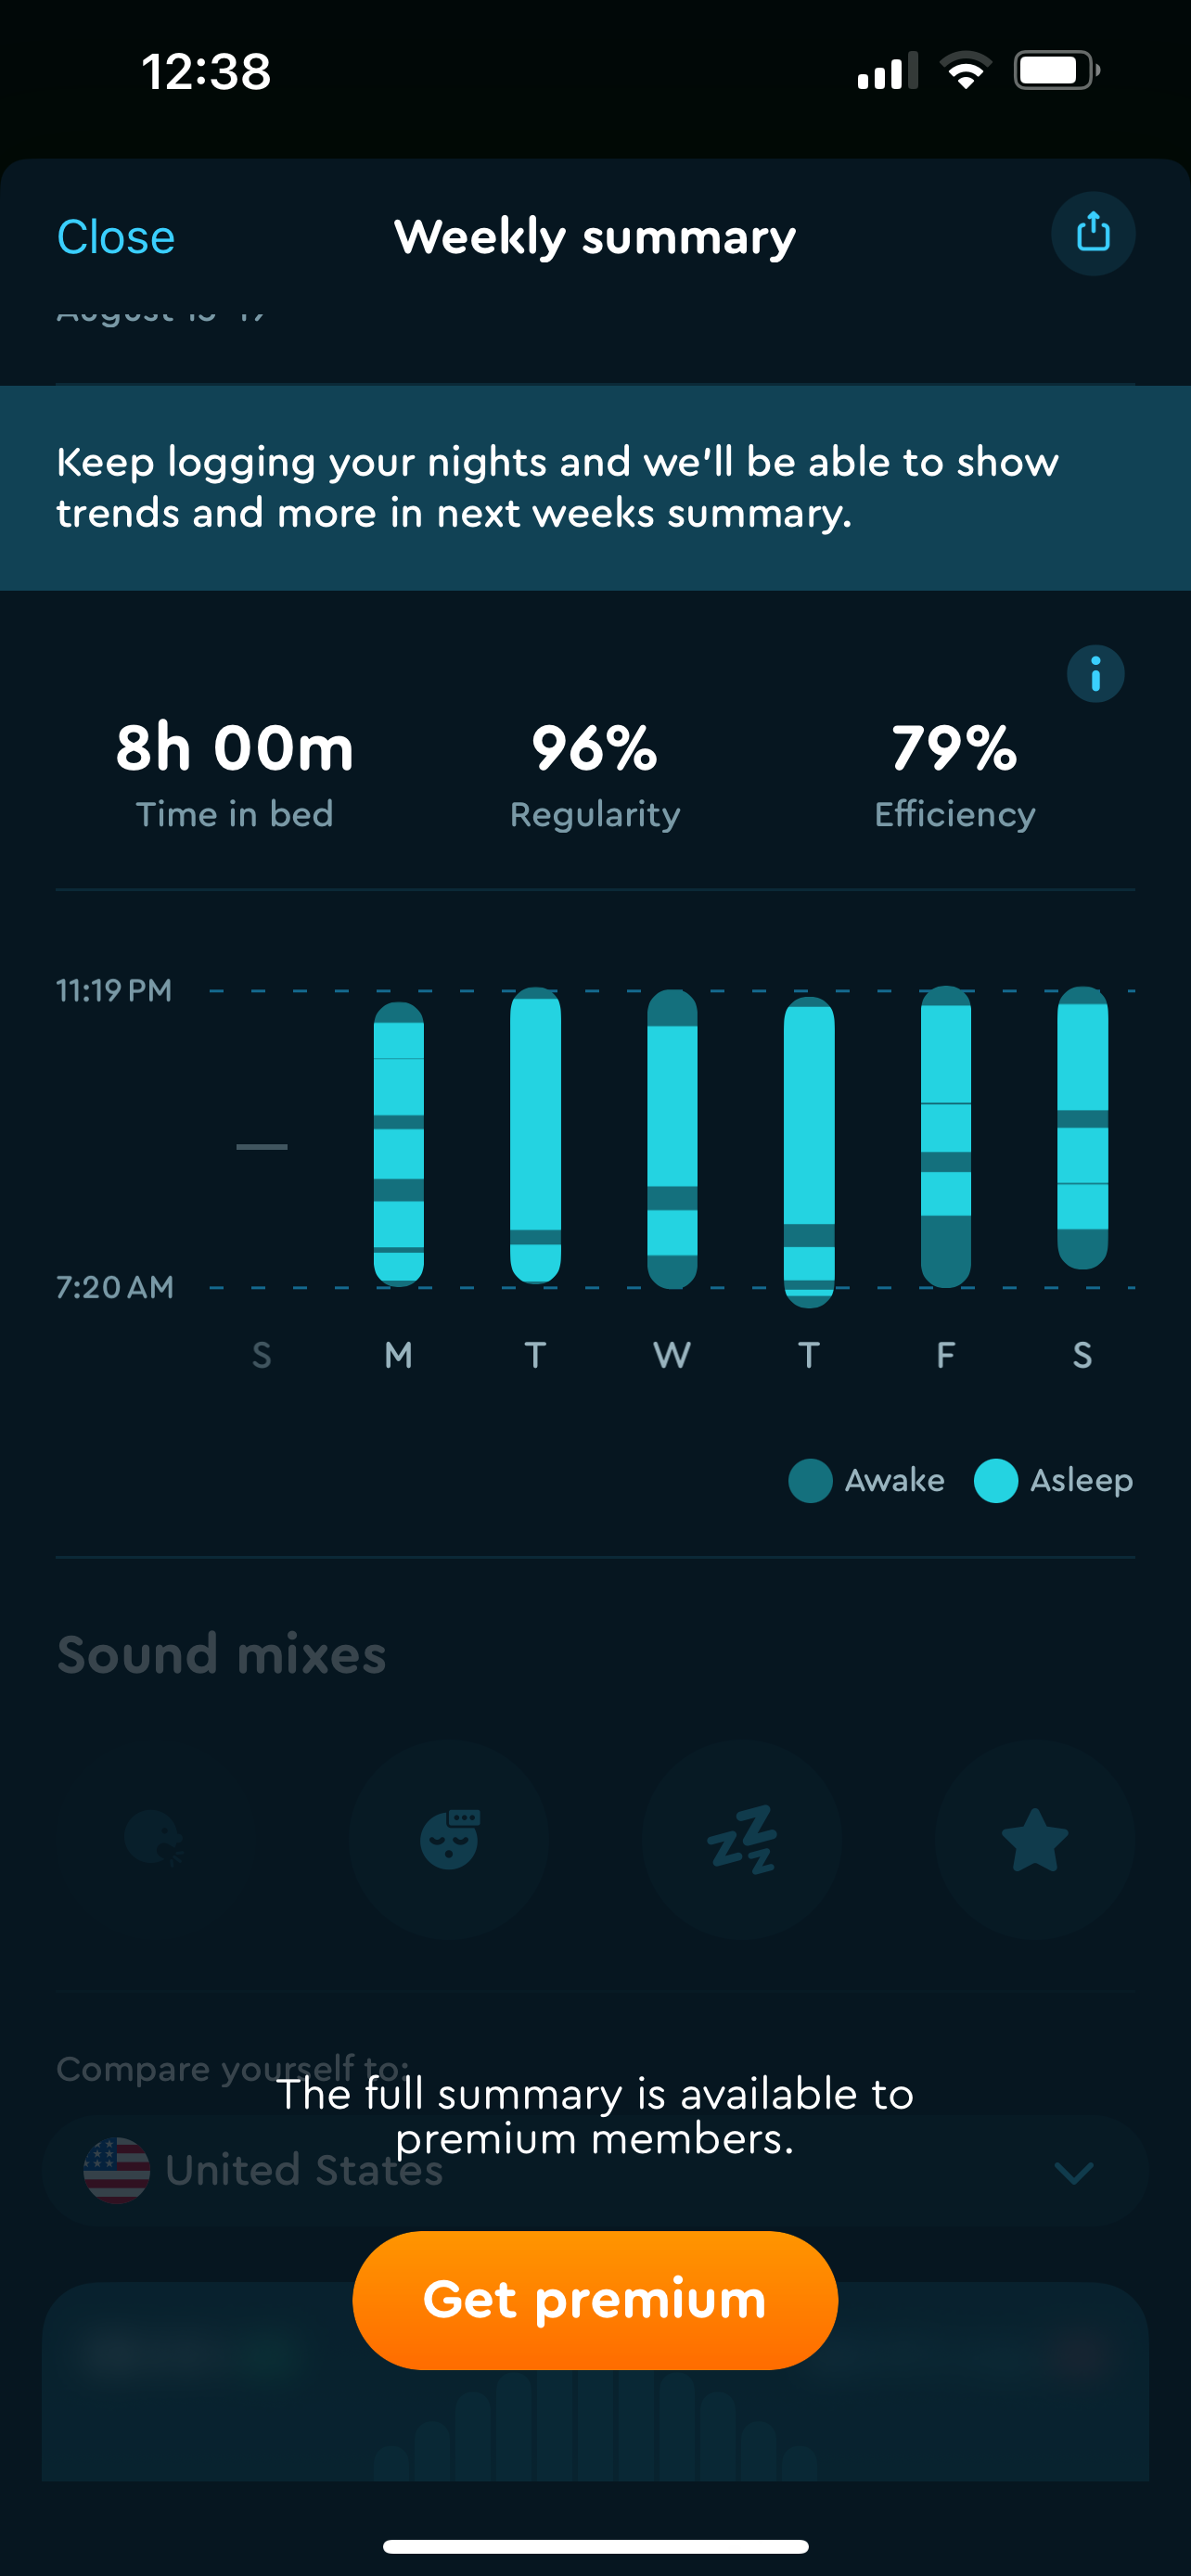 12:38
Close
Weekly summary
August
Keep logging your nights and we'll be able to show
trends and more in next weeks summary.
8h 00m
96%
79%
Time in bed
Regularity
Efficiency
11:19 PM
7:20 AM
S M T W T F S
Awake
Asleep
Sound mixes
Compare yourself to:
The full summary is available to
premium members.
United States
Get premium